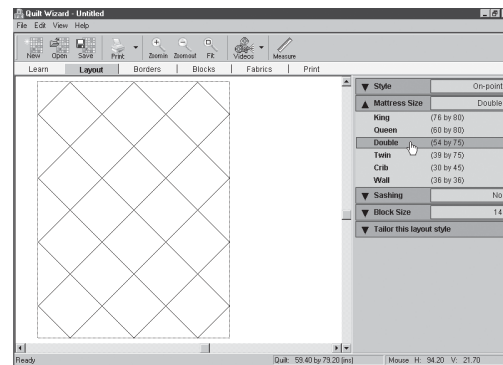 Quilt Wizard - Untitled
File Edit View Help
New Open Save Print Zoomin Zoomout Fit Videos Measure
Learn Layout Borders Blocks Fabrics Print
Style On-point
Mattress Size Double
King (76 by 80)
Queen (60 by 80)
Double (54 by 75)
Twin (39 by 75)
Crib (30 by 45)
Wall (36 by 36)
Sashing No
Block Size 14
Tailor this layout style
Ready Quilt: 59.40 by 79.20 (ins) Mouse H: 94.20 V: 21.70